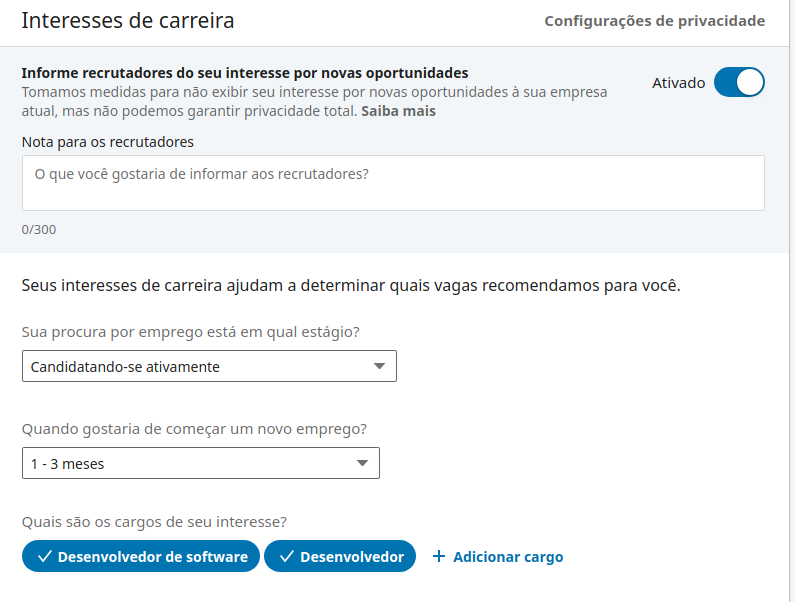 Interesses de carreira
Configurações de privacidade
Informe recrutadores do seu interesse por novas oportunidades
Ativado
Tomamos medidas para não exibir seu interesse por novas oportunidades à sua empresa
atual, mas não podemos garantir privacidade total. Saiba mais
Nota para os recrutadores
O que você gostaria de informar aos recrutadores?
0/300
Seus interesses de carreira ajudam a determinar quais vagas recomendamos para você.
Sua procura por emprego está em qual estágio?
Candidatando-se ativamente
Quando gostaria de começar um novo emprego?
1 - 3 meses
Quais são os cargos de seu interesse?
Desenvolvedor de software
Desenvolvedor
+ Adicionar cargo